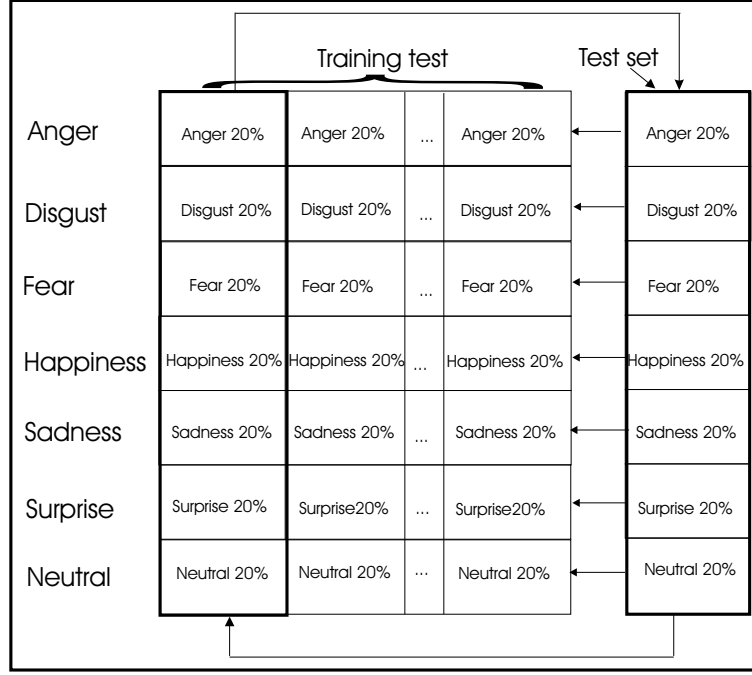 Training test
Test set
Anger Anger 20% Anger 20% ... Anger 20% Anger 20%
Disgust Disgust 20% Disgust 20% ... Disgust 20% Disgust 20%
Fear Fear 20% Fear 20% ... Fear 20% Fear 20%
Happiness Happiness 20% Happiness 20% ... Happiness 20% Happiness 20%
Sadness Sadness 20% Sadness 20% ... Sadness 20% Sadness 20%
Surprise Surprise 20% Surprise20% ... Surprise20% Surprise 20%
Neutral Neutral 20% Neutral 20% ... Neutral 20% Neutral 20%